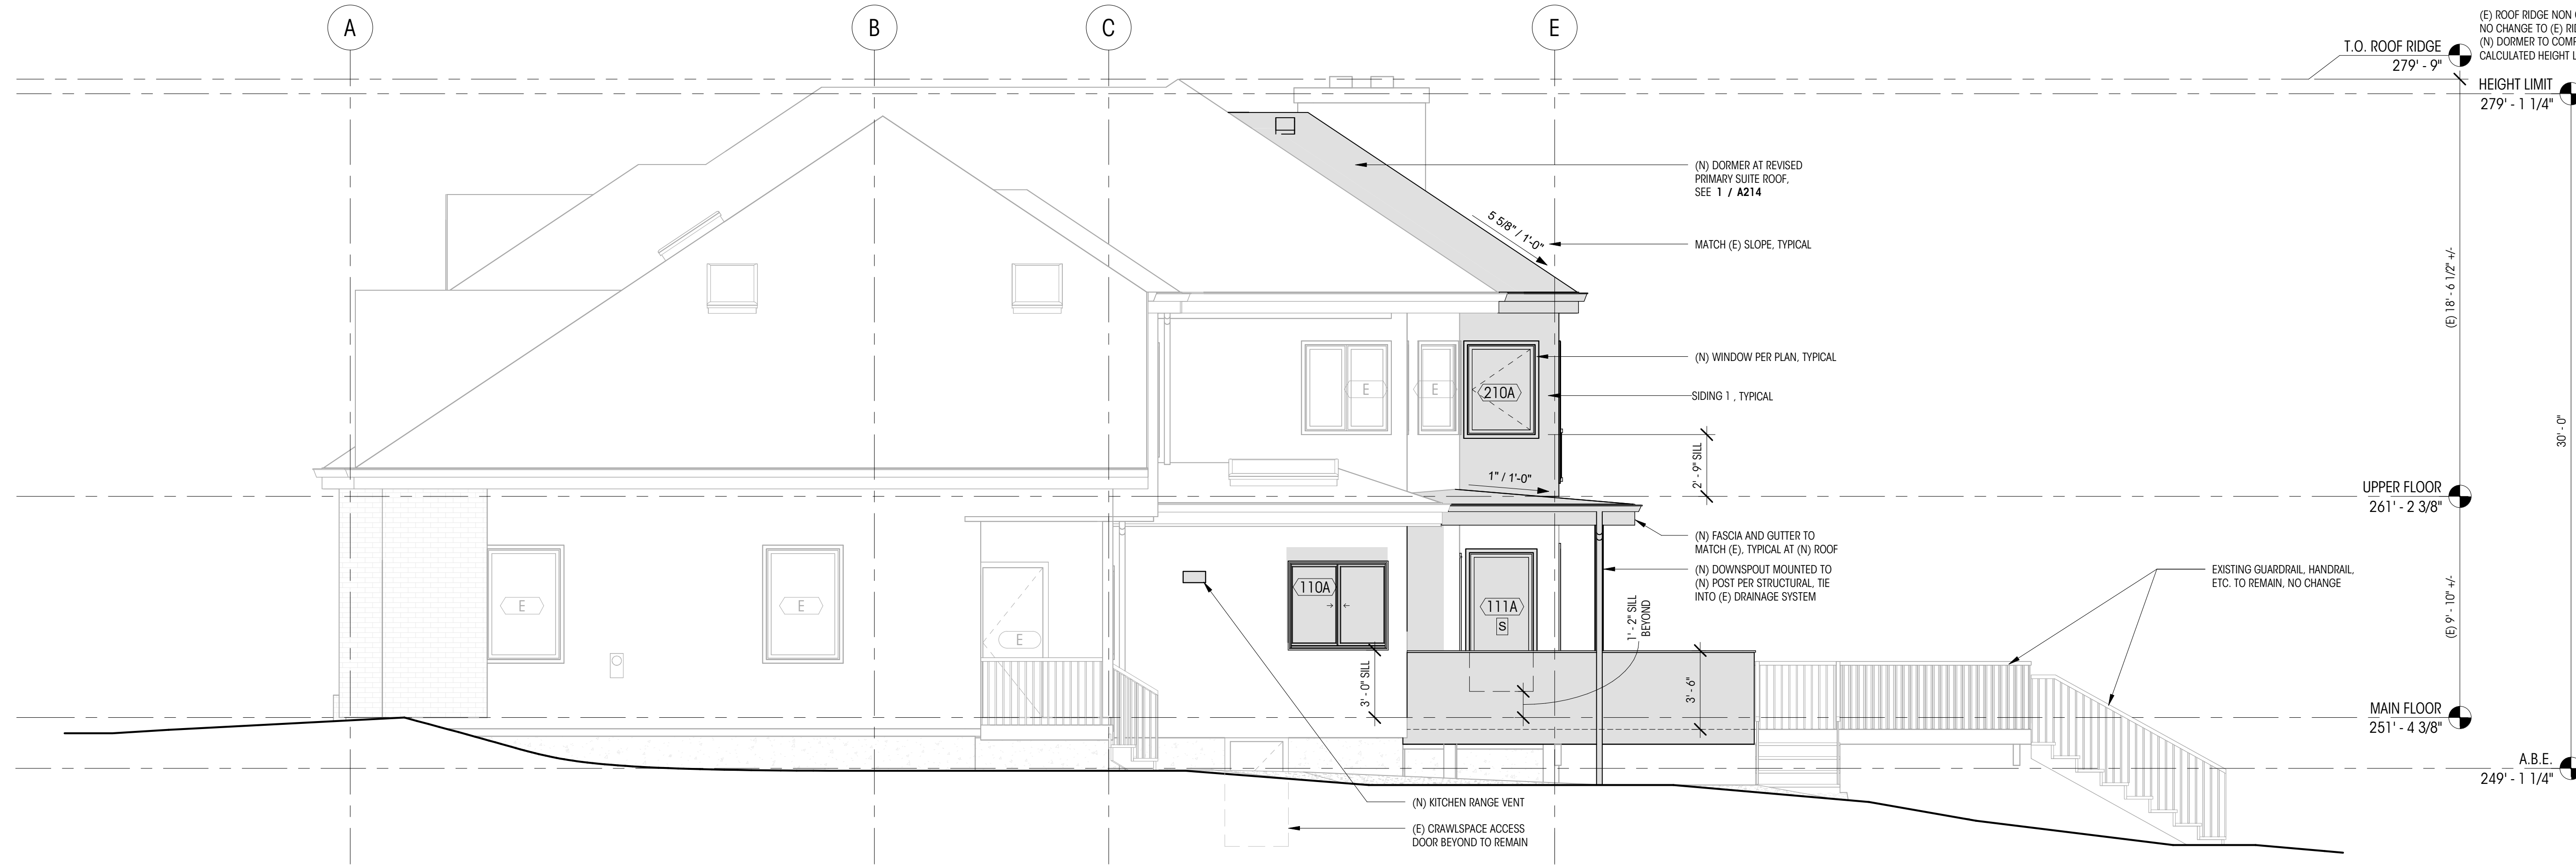 A
B
C
E
(E) ROOF RIDGE NON
NO CHANGE TO (E)
(N) DORMER TO
CALCULATED HEIGHT
T.O. ROOF RIDGE
279' - 9"
HEIGHT LIMIT
279' - 1 1/4"
(N) DORMER AT REVISED
PRIMARY SUITE ROOF,
SEE 1 / A214
5 5/8" / 1'-0"
MATCH (E) SLOPE, TYPICAL
(E) 18' - 6 1/2" +/-
(N) WINDOW PER PLAN, TYPICAL
E
E
210A
SIDING 1 , TYPICAL
30' - 0"
2' - 9" SILL
1" / 1'-0"
UPPER FLOOR
261' - 2 3/8"
(N) FASCIA AND GUTTER TO
MATCH (E), TYPICAL AT (N) ROOF
(N) DOWNSPOUT MOUNTED TO
(N) POST PER STRUCTURAL, TIE
INTO (E) DRAINAGE SYSTEM
EXISTING GUARDRAIL, HANDRAIL,
ETC. TO REMAIN, NO CHANGE
E
E
E
110A
111A
S
1' - 2" SILL
BEYOND
(E) 9' - 10" +/-
3' - 0" SILL
3' - 6"
MAIN FLOOR
251' - 4 3/8"
A.B.E.
249' - 1 1/4"
(N) KITCHEN RANGE VENT
(E) CRAWLSPACE ACCESS
DOOR BEYOND TO REMAIN